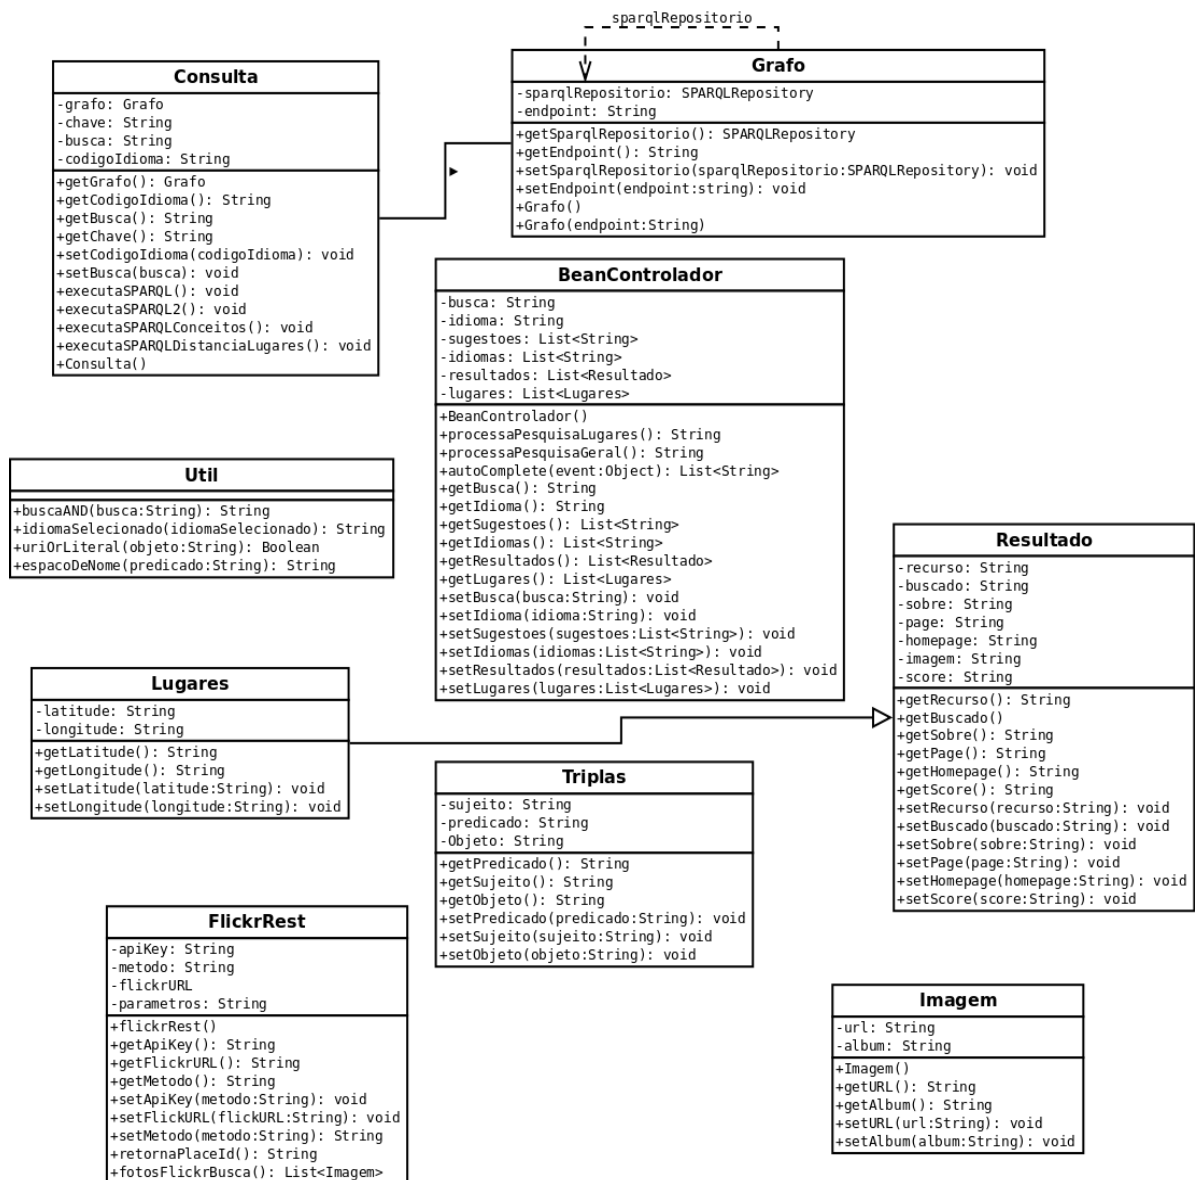 sparqlRepositorio
Consulta
-grafo: Grafo
-chave: String
-busca: String
-codigoIdioma: String
+getGrafo(): Grafo
+getCodigoIdioma(): String
+getBusca(): String
+getChave(): String
+setCodigoIdioma(codigoIdioma): void
+setBusca(busca): void
+executaSPARQL(): void
+executaSPARQL2(): void
+executaSPARQLConceitos(): void
+executaSPARQLDistanciaLugares(): void
+Consulta()
Grafo
-sparqlRepositorio: SPARQLRepository
-endpoint: String
+getSparqlRepositorio(): SPARQLRepository
+getEndpoint(): String
+setSparqlRepositorio(sparqlRepositorio:SPARQLRepository): void
+setEndpoint(endpoint:string): void
+Grafo()
+Grafo(endpoint:String)
BeanControlador
-busca: String
-idioma: String
-sugestoes: List<String>
-idiomas: List<String>
-resultados: List<Resultado>
-lugares: List<Lugares>
+BeanControlador()
+processaPesquisaLugares(): String
+processaPesquisaGeral(): String
+autoComplete(event:Object): List<String>
+getBusca(): String
+getIdioma(): String
+getSugestoes(): List<String>
+getIdiomas(): List<String>
+getResultados(): List<Resultado>
+getLugares(): List<Lugares>
+setBusca(busca:String): void
+setIdioma(idioma:String): void
+setSugestoes(sugestoes:List<String>): void
+setIdiomas(idiomas:List<String>): void
+setResultados(resultados:List<Resultado>): void
+setLugares(lugares:List<Lugares>): void
Util
+buscaAND(busca:String): String
+idiomaSelecionado(idiomaSelecionado): String
+uriOrLiteral(objeto:String): Boolean
+espacoDeNome(predicado:String): String
Resultado
-recurso: String
-buscado: String
-sobre: String
-page: String
-homepage: String
-imagem: String
-score: String
+getRecurso(): String
+getBuscado()
+getSobre(): String
+getPage(): String
+getHomepage(): String
+getScore(): String
+setRecurso(recurso:String): void
+setBuscado(buscado:String): void
+setSobre(sobre:String): void
+setPage(page:String): void
+setHomepage(homepage:String): void
+setScore(score:String): void
Lugares
-latitude: String
-longitude: String
+getLatitude(): String
+getLongitude(): String
+setLatitude(latitude:String): void
+setLongitude(longitude:String): void
Triplas
-sujeito: String
-predicado: String
-Objeto: String
+getPredicado(): String
+getSujeito(): String
+getObjeto(): String
+setPredicado(predicado:String): void
+setSujeito(sujeito:String): void
+setObjeto(objeto:String): void
FlickrRest
-apiKey: String
-metodo: String
-flickrURL
-parametros: String
+flickrRest()
+getApiKey(): String
+getFlickrURL(): String
+getMetodo(): String
+setApiKey(metodo:String): void
+setFlickURL(flickURL:String): void
+setMetodo(metodo:String): String
+retornaPlaceId(): String
+fotosFlickrBusca(): List<Imagem>
Imagem
-url: String
-album: String
+Imagem()
+getURL(): String
+getAlbum(): String
+setURL(url:String): void
+setAlbum(album:String): void